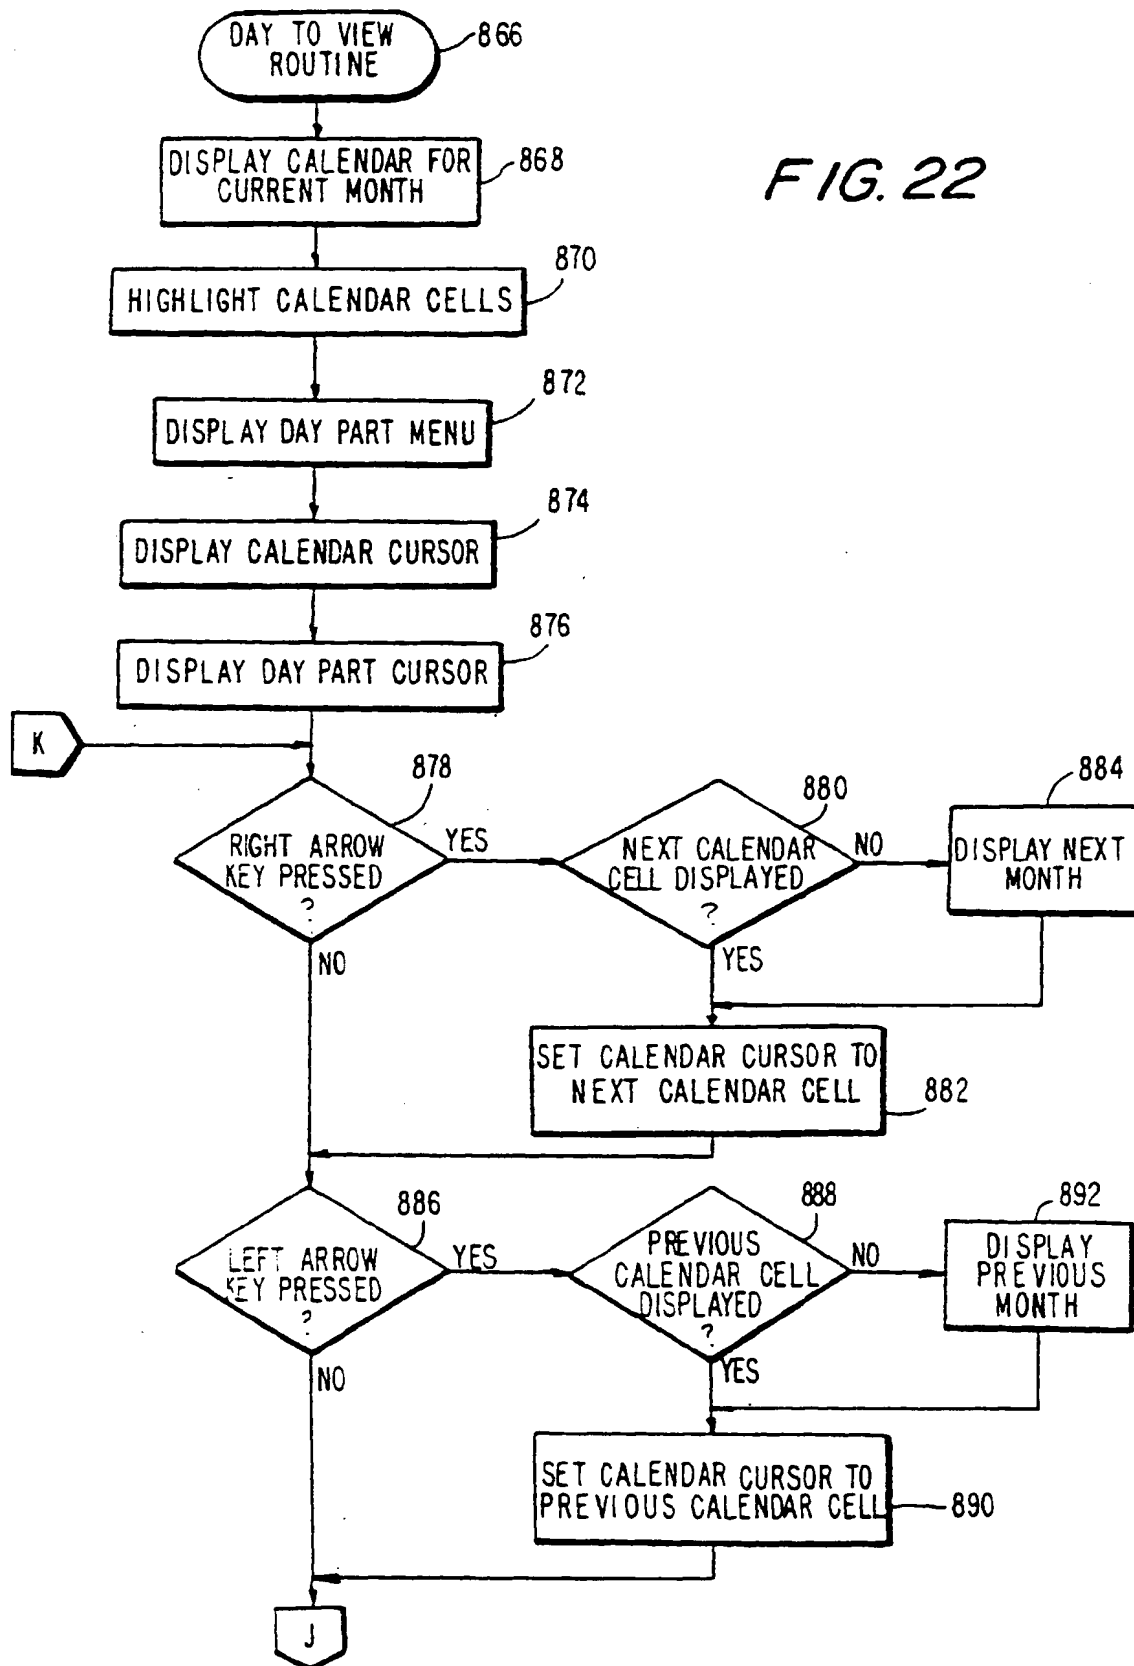 DAY TO VIEW
ROUTINE
866
DISPLAY CALENDAR FOR
CURRENT MONTH
868
FIG. 22
HIGHLIGHT CALENDAR CELLS
870
DISPLAY DAY PART MENU
872
DISPLAY CALENDAR CURSOR
874
DISPLAY DAY PART CURSOR
876
K
RIGHT ARROW
KEY PRESSED
?
878
YES
NO
NEXT CALENDAR
CELL DISPLAYED
?
880
NO
YES
DISPLAY NEXT
MONTH
884
SET CALENDAR CURSOR TO
NEXT CALENDAR CELL
882
LEFT ARROW
KEY PRESSED
?
886
YES
NO
PREVIOUS
CALENDAR CELL
DISPLAYED
?
888
NO
YES
DISPLAY
PREVIOUS
MONTH
892
SET CALENDAR CURSOR TO
PREVIOUS CALENDAR CELL
890
J